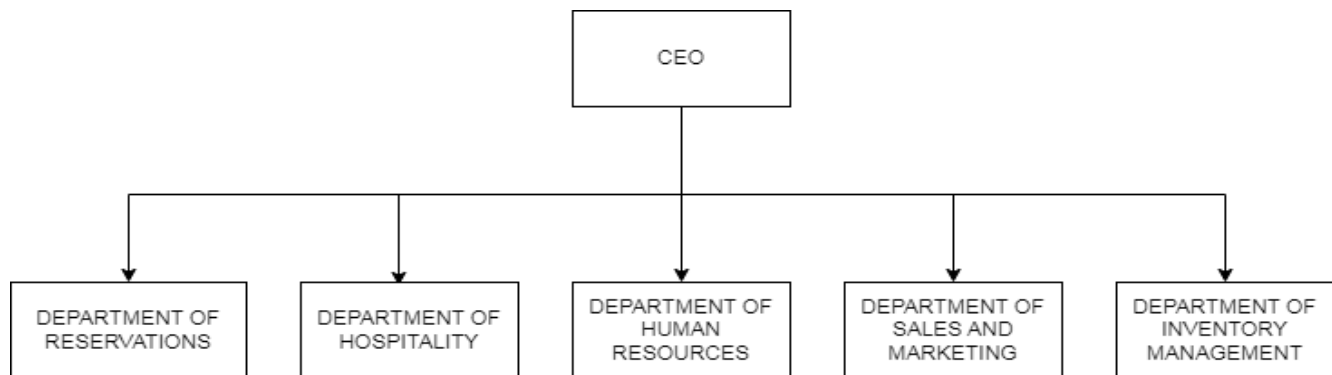 CEO
DEPARTMENT OF
RESERVATIONS
DEPARTMENT OF
HOSPITALITY
DEPARTMENT OF
HUMAN
RESOURCES
DEPARTMENT OF
SALES AND
MARKETING
DEPARTMENT OF
INVENTORY
MANAGEMENT